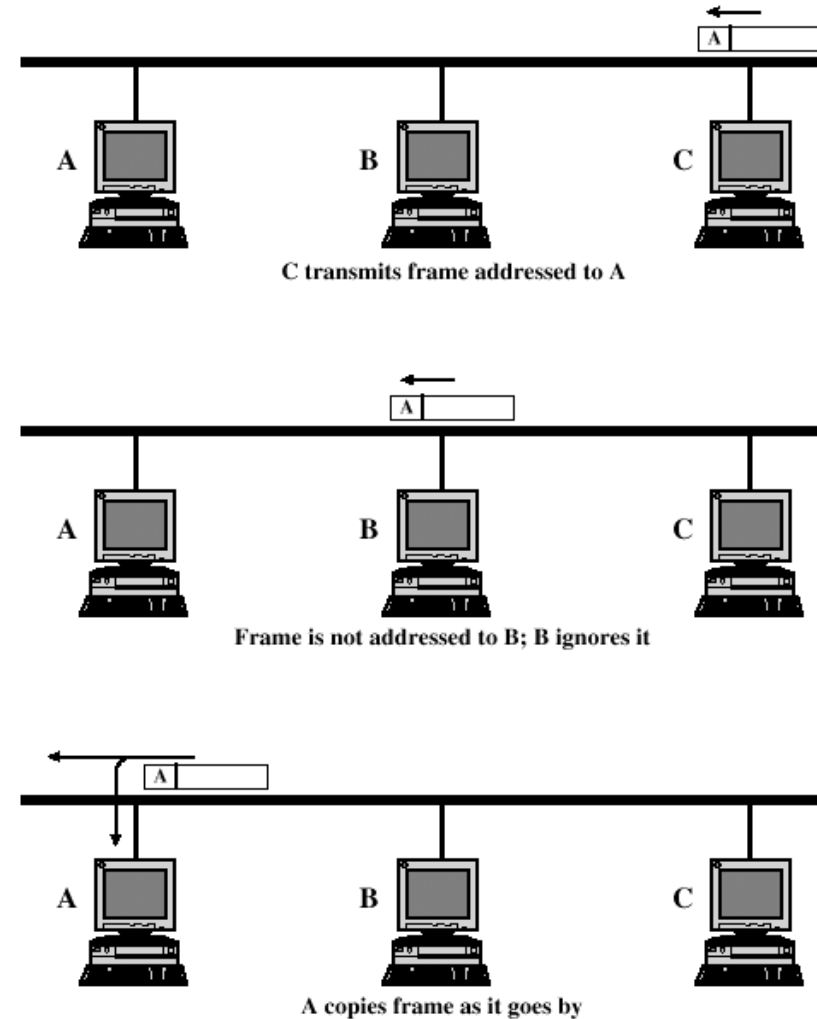 A
A B C
C transmits frame addressed to A
A
A B C
Frame is not addressed to B; B ignores it
A
A B C
A copies frame as it goes by